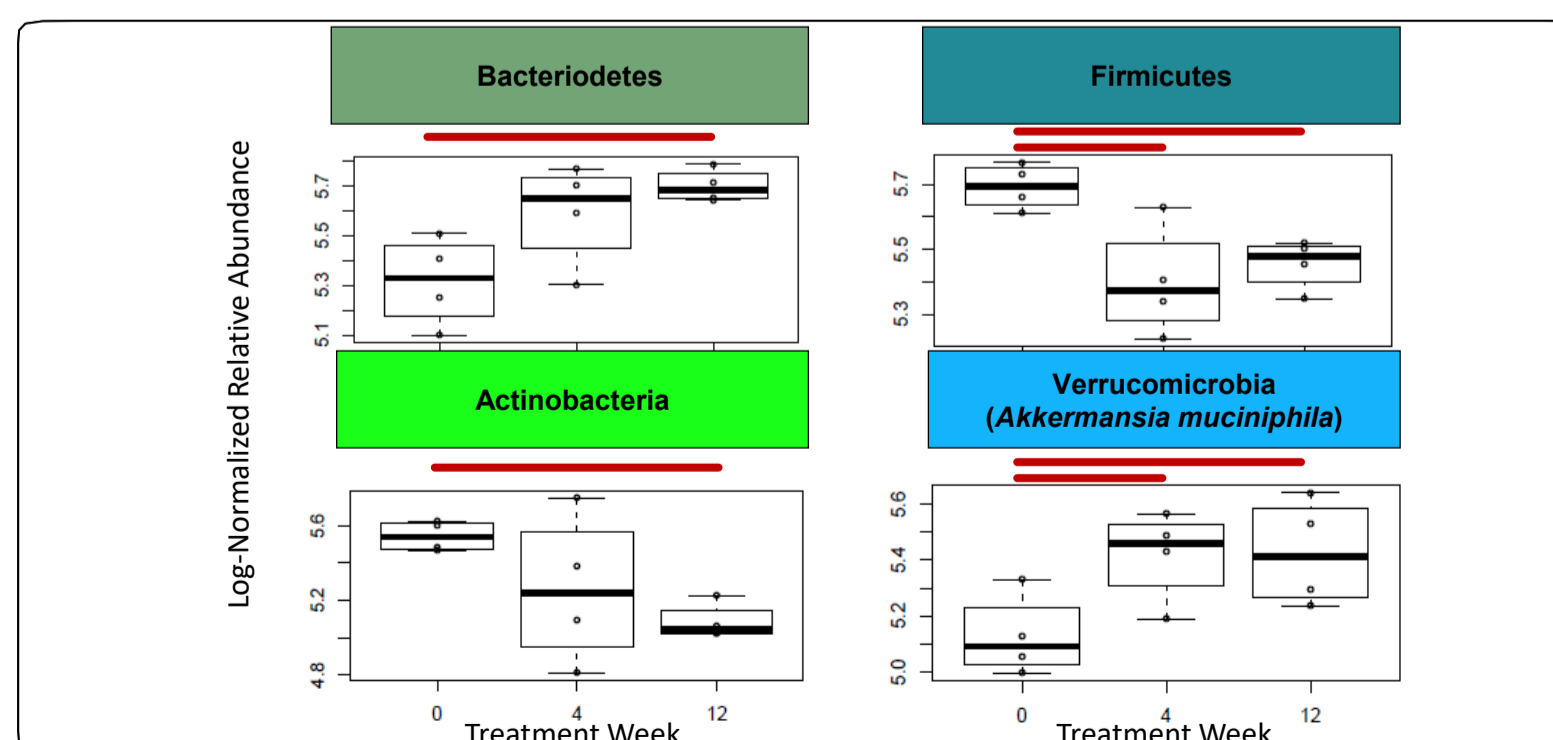 Bacteriodetes
Firmicutes
Log-Normalized Relative Abundance
5.7
5.5
5.3
5.1
5.7
5.5
5.3
Actinobacteria
Verrucomicrobia
(Akkermansia muciniphila)
5.6
5.2
4.8
5.6
5.4
5.2
5.0
0
4
12
0
4
12
Treatment Week
Treatment Week